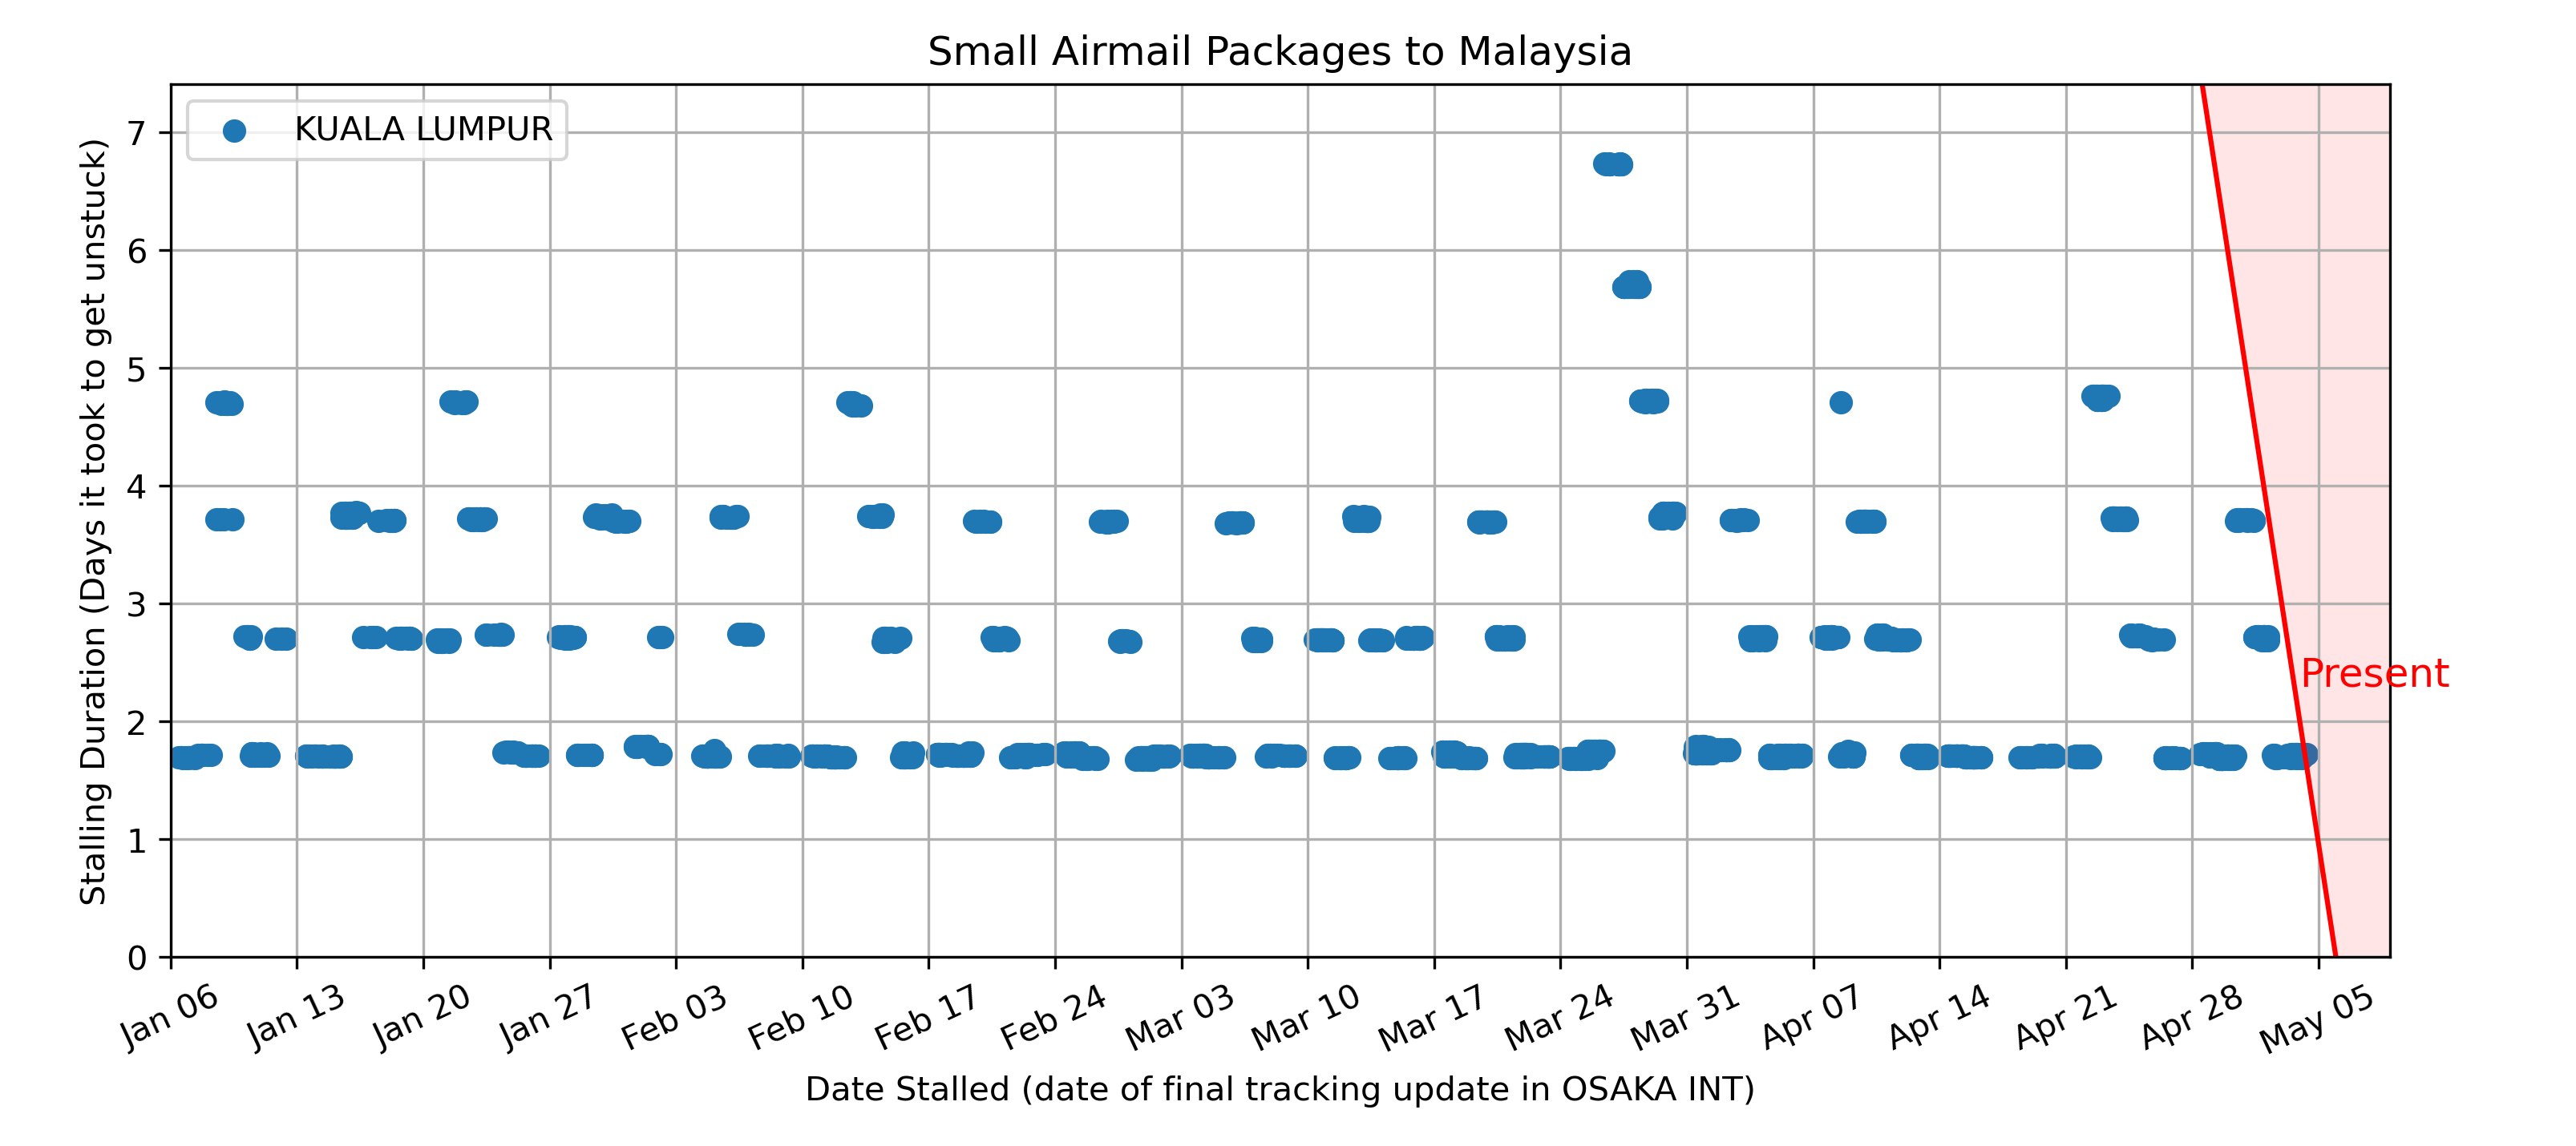 Small Airmail Packages to Malaysia
KUALA LUMPUR
Stalling Duration (Days it took to get unstuck)
7
6
5
4
3
2
1
0
Present
Jan 06
Jan 13
Jan 20
Jan 27
Feb 03
Feb 10
Feb 17
Feb 24
Mar 03
Mar 10
Mar 17
Mar 24
Mar 31
Apr 07
Apr 14
Apr 21
Apr 28
May 05
Date Stalled (date of final tracking update in OSAKA INT)